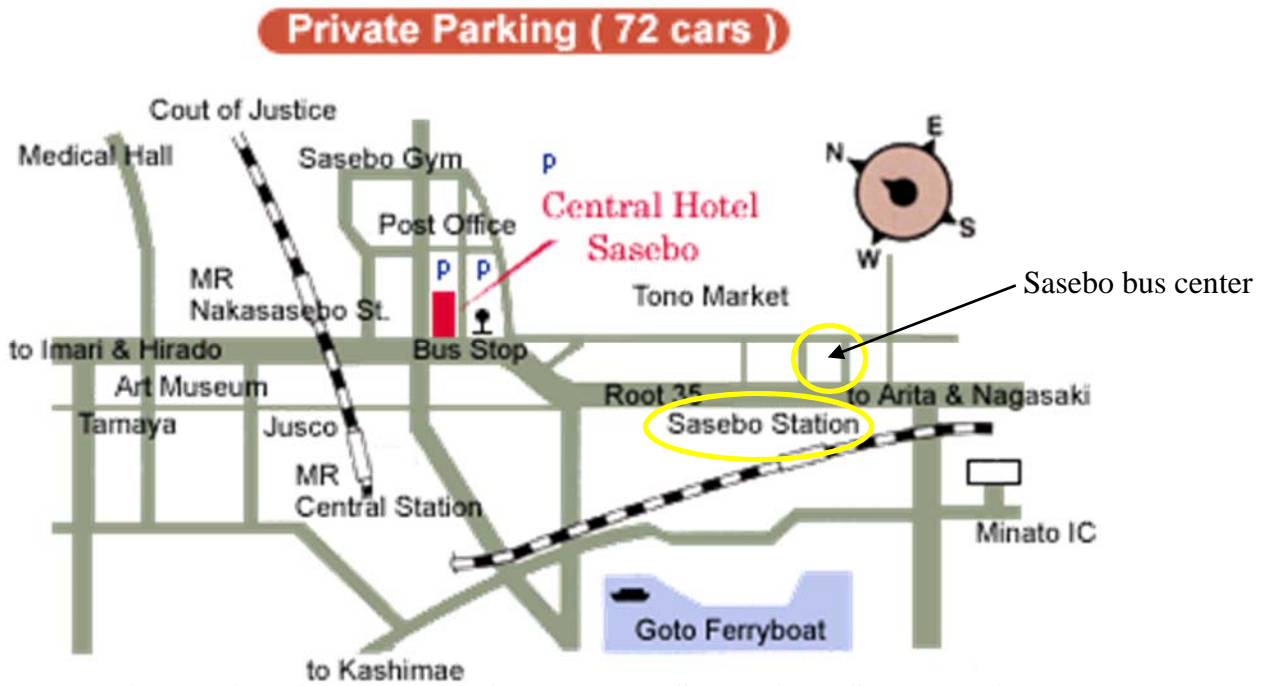 Private Parking ( 72 cars )
Cout of Justice
Medical Hall
Sasebo Gym
p
Central Hotel
Sasebo
Post Office
N
E
S
W
p
p
MR
Nakasasebo St.
Tono Market
Sasebo bus center
to Imari & Hirado
Bus Stop
Art Museum
Root 35
to Arita & Nagasaki
Tamaya
Jusco
Sasebo Station
MR
Central Station
Minato IC
Goto Ferryboat
to Kashimae